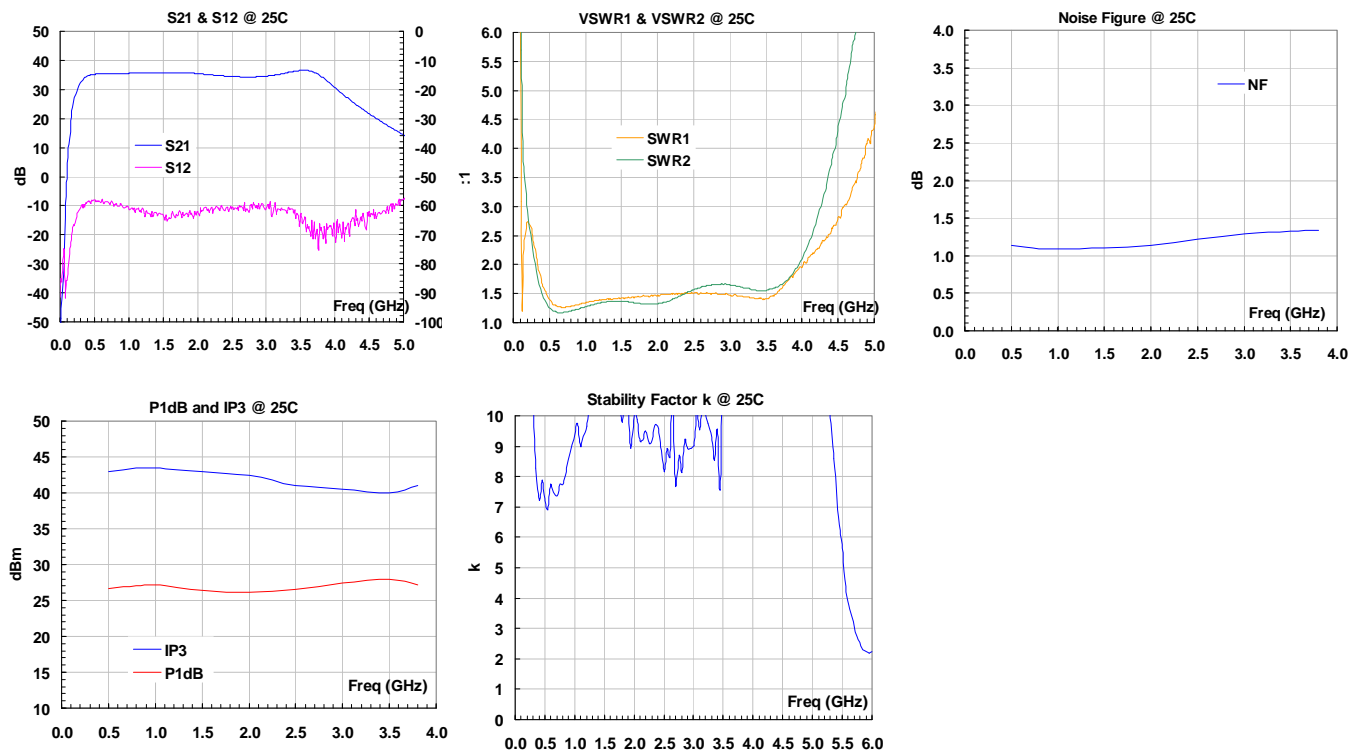 S21 & S12 @ 25C
50
40
30
20
10
0
-10
-20
-30
-40
-50
dB
0
-10
-20
-30
-40
-50
-60
-70
-80
-90
-100
S21
S12
Freq (GHz)
0.0 0.5 1.0 1.5 2.0 2.5 3.0 3.5 4.0 4.5 5.0
VSWR1 & VSWR2 @ 25C
6.0
5.5
5.0
4.5
4.0
3.5
3.0
2.5
2.0
1.5
1.0
:1
SWR1
SWR2
Freq (GHz)
0.0 0.5 1.0 1.5 2.0 2.5 3.0 3.5 4.0 4.5 5.0
Noise Figure @ 25C
4.0
3.5
3.0
2.5
2.0
1.5
1.0
0.5
0.0
dB
NF
Freq (GHz)
0.0 0.5 1.0 1.5 2.0 2.5 3.0 3.5 4.0
P1dB and IP3 @ 25C
50
45
40
35
30
25
20
15
10
dBm
IP3
P1dB
Freq (GHz)
0.0 0.5 1.0 1.5 2.0 2.5 3.0 3.5 4.0
Stability Factor k @ 25C
10
9
8
7
6
5
4
3
2
1
0
k
Freq (GHz)
0.0 0.5 1.0 1.5 2.0 2.5 3.0 3.5 4.0 4.5 5.0 5.5 6.0